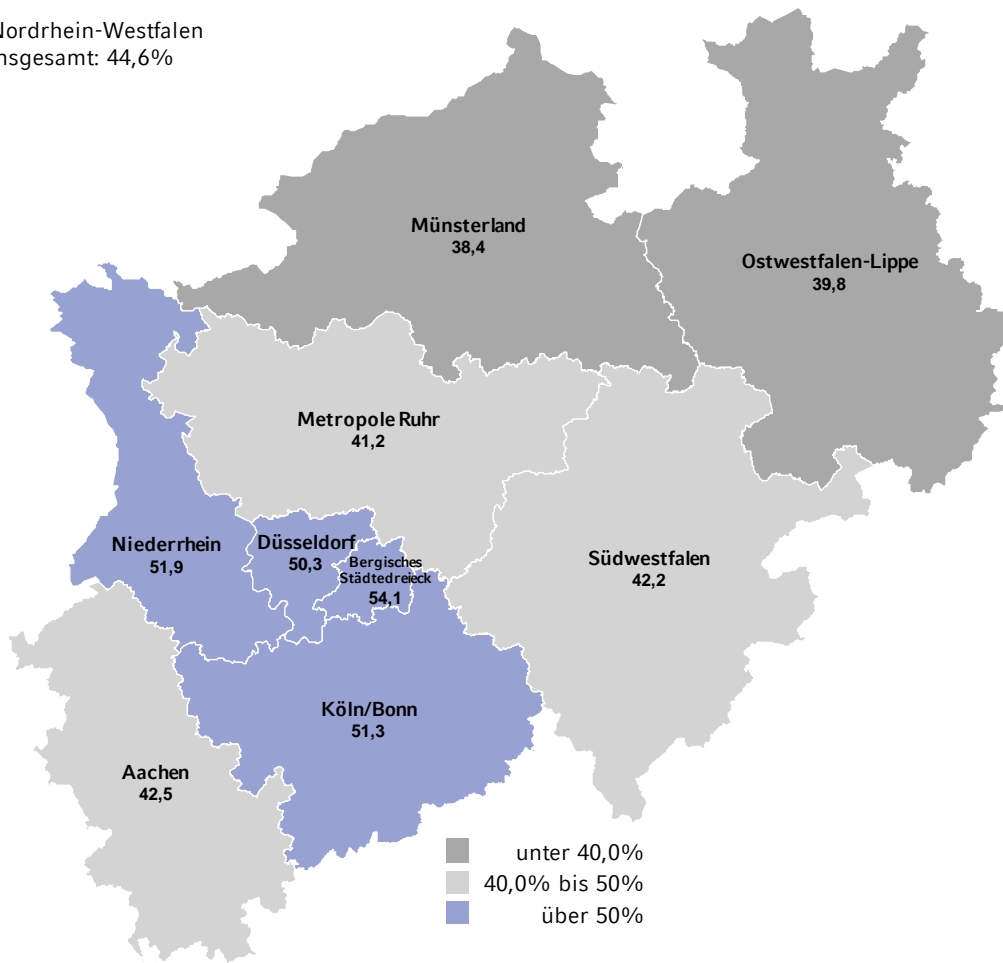 Nordrhein-Westfalen
nsgesamt: 44,6%
Münsterland
38,4
Ostwestfalen-Lippe
39,8
Metropole Ruhr
41,2
Niederrhein
51,9
Düsseldorf
50,3
Bergisches
Städtedreieck
54,1
Südwestfalen
42,2
Köln/Bonn
51,3
Aachen
42,5
unter 40,0%
40,0% bis 50%
über 50%